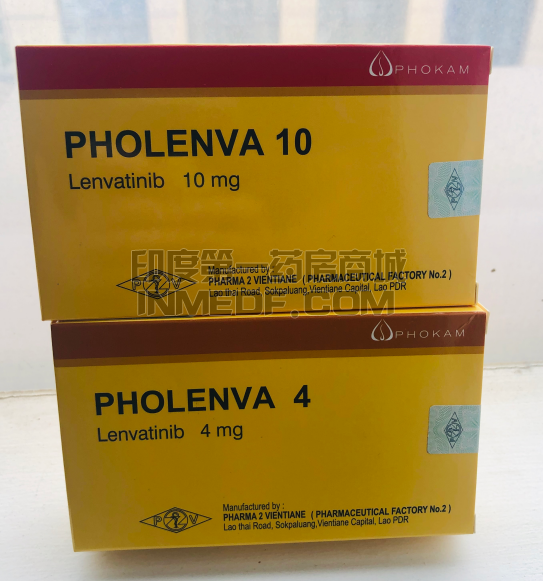 PHOKAM
PHOLENVA 10
Lenvatinib 10 mg
印度第一药房商城
INMEDF.COM
P V
Manufactured by
PHARMA 2 VIENTIANE ( PHARMACEUTICAL FACTORY No.2 )
Lao thai Road, Sokpaluang,Vientiane Capital, Lao PDR
PHOKAM
PHOLENVA 4
Lenvatinib 4 mg
P V
Manufactured by :
PHARMA 2 VIENTIANE ( PHARMACEUTICAL FACTORY No.2 )
Lao thai Road, Sokpaluang,Vientiane Capital, Lao PDR